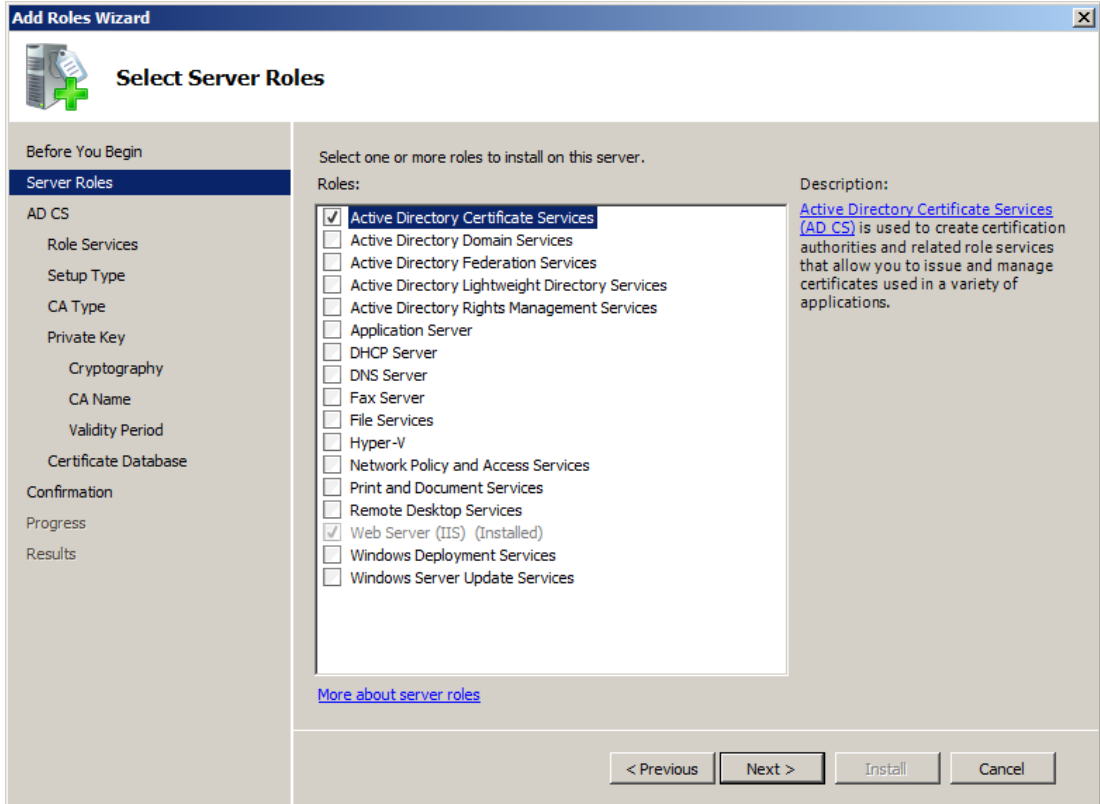 Add Roles Wizard
Select Server Roles
Before You Begin
Server Roles
AD CS
Role Services
Setup Type
CA Type
Private Key
Cryptography
CA Name
Validity Period
Certificate Database
Confirmation
Progress
Results
Select one or more roles to install on this server.
Roles:
Active Directory Certificate Services
Active Directory Domain Services
Active Directory Federation Services
Active Directory Lightweight Directory Services
Active Directory Rights Management Services
Application Server
DHCP Server
DNS Server
Fax Server
File Services
Hyper-V
Network Policy and Access Services
Print and Document Services
Remote Desktop Services
Web Server (IIS) (Installed)
Windows Deployment Services
Windows Server Update Services
More about server roles
Description:
Active Directory Certificate Services
(AD CS) is used to create certification
authorities and related role services
that allow you to issue and manage
certificates used in a variety of
applications.
< Previous
Next >
Install
Cancel